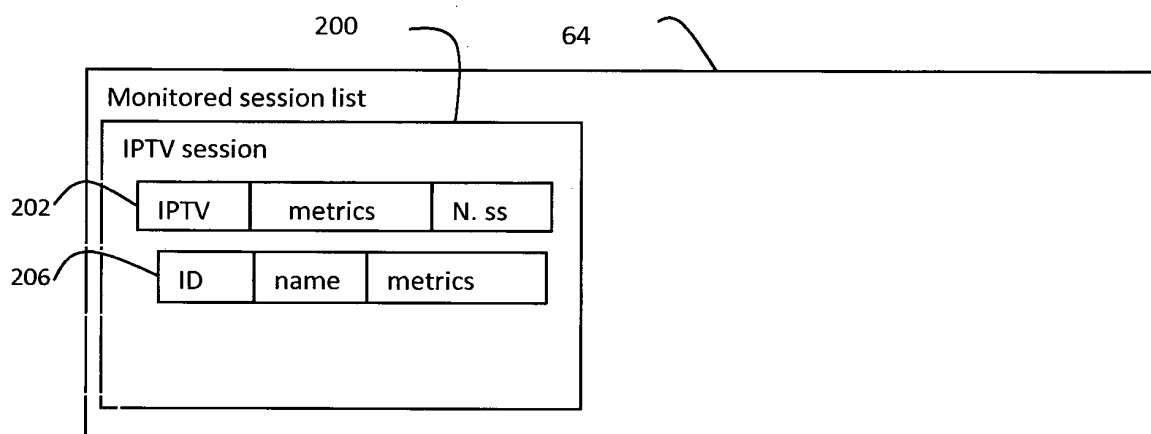 200
64
Monitored session list
IPTV session
202
IPTV metrics N. ss
206
ID name metrics